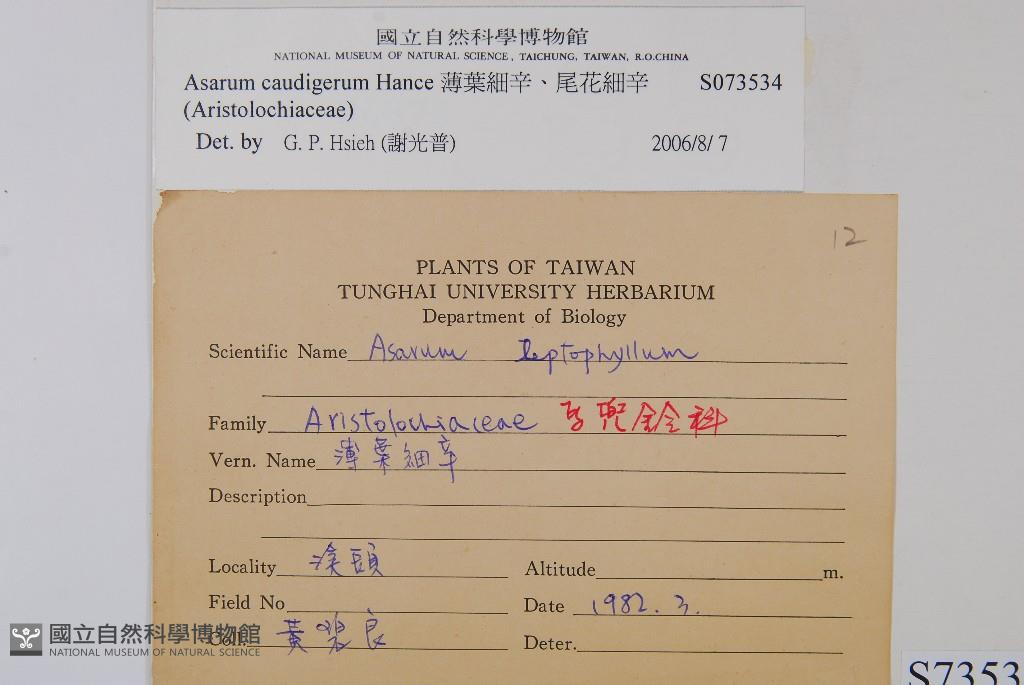 國立自然科學博物館
NATIONAL MUSEUM OF NATURAL SCIENCE, TAICHUNG, TAIWAN, R.O.CHINA
Asarum caudigerum Hance 薄葉細辛、尾花細辛 S073534
(Aristolochiaceae)
Det. by G. P. Hsieh (謝光普) 2006/8/ 7
12
PLANTS OF TAIWAN
TUNGHAI UNIVERSITY HERBARIUM
Department of Biology
Scientific Name Asarum leptophyllum
Family Aristolochiaceae 馬兜鈴科
Vern. Name 薄葉細辛
Description
Locality 溪頭
Altitude m.
Field No
Date 1982. 3.
Coll. 黃 良
Deter.
國立自然科學博物館
NATIONAL MUSEUM OF NATURAL SCIENCE
S7353